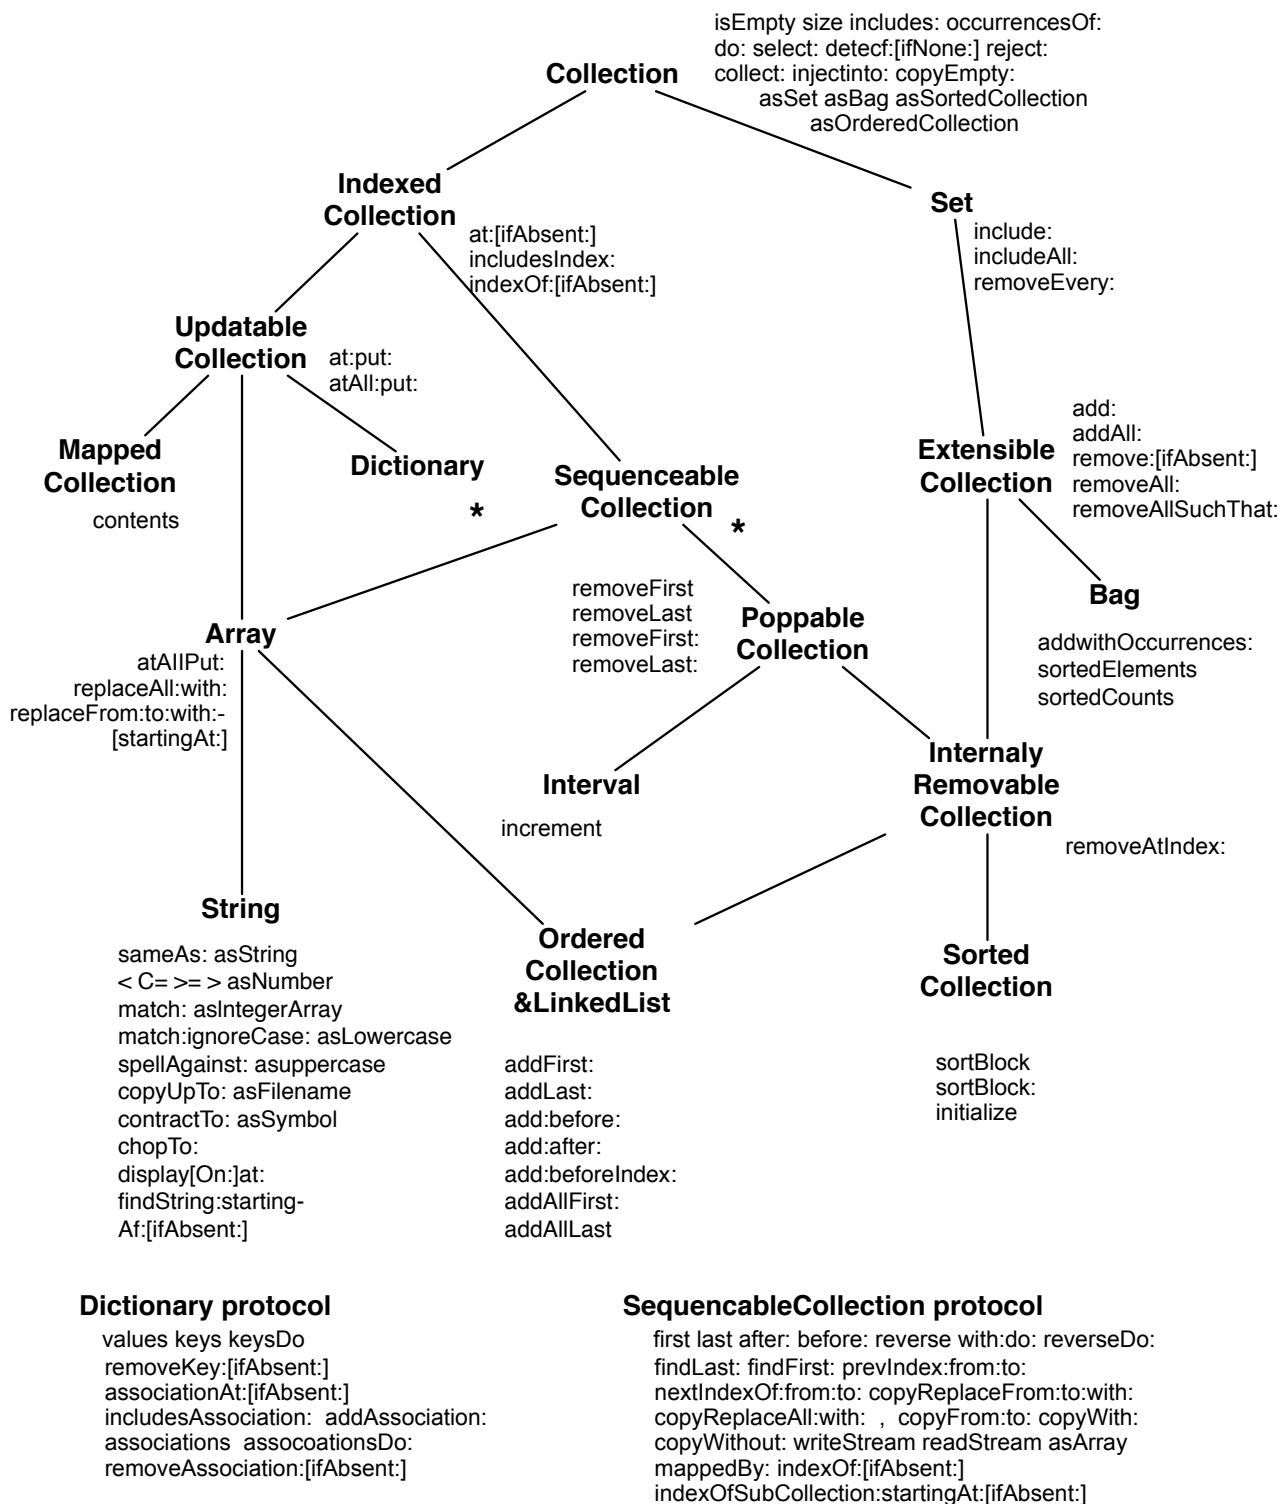 isEmpty size includes: occurrencesOf:
do: select: detecf:[ifNone:] reject:
collect: injectinto: copyEmpty:
asSet asBag asSortedCollection
asOrderedCollection
Collection
Indexed
Collection
at:[ifAbsent:]
includesIndex:
indexOf:[ifAbsent:]
Set
include:
includeAll:
removeEvery:
Updatable
Collection
at:put:
atAll:put:
Mapped
Collection
contents
Dictionary
*
Sequenceable
Collection
*
Extensible
Collection
add:
addAll:
remove:[ifAbsent:]
removeAll:
removeAllSuchThat:
Array
atAIIPut:
replaceAll:with:
replaceFrom:to:with:-
[startingAt:]
removeFirst
removeLast
removeFirst:
removeLast:
Poppable
Collection
Bag
addwithOccurrences:
sortedElements
sortedCounts
Interval
increment
Internaly
Removable
Collection
removeAtIndex:
String
sameAs: asString
< C= >= > asNumber
match: aslntegerArray
match:ignoreCase: asLowercase
spellAgainst: asuppercase
copyUpTo: asFilename
contractTo: asSymbol
chopTo:
display[On:]at:
findString:starting-
Af:[ifAbsent:]
Ordered
Collection
&LinkedList
addFirst:
addLast:
add:before:
add:after:
add:beforeIndex:
addAllFirst:
addAllLast
Sorted
Collection
sortBlock
sortBlock:
initialize
Dictionary protocol
values keys keysDo
removeKey:[ifAbsent:]
associationAt:[ifAbsent:]
includesAssociation: addAssociation:
associations assocoationsDo:
removeAssociation:[ifAbsent:]
SequencableCollection protocol
first last after: before: reverse with:do: reverseDo:
findLast: findFirst: prevIndex:from:to:
nextIndexOf:from:to: copyReplaceFrom:to:with:
copyReplaceAll:with: , copyFrom:to: copyWith:
copyWithout: writeStream readStream asArray
mappedBy: indexOf:[ifAbsent:]
indexOfSubCollection:startingAt:[ifAbsent:]